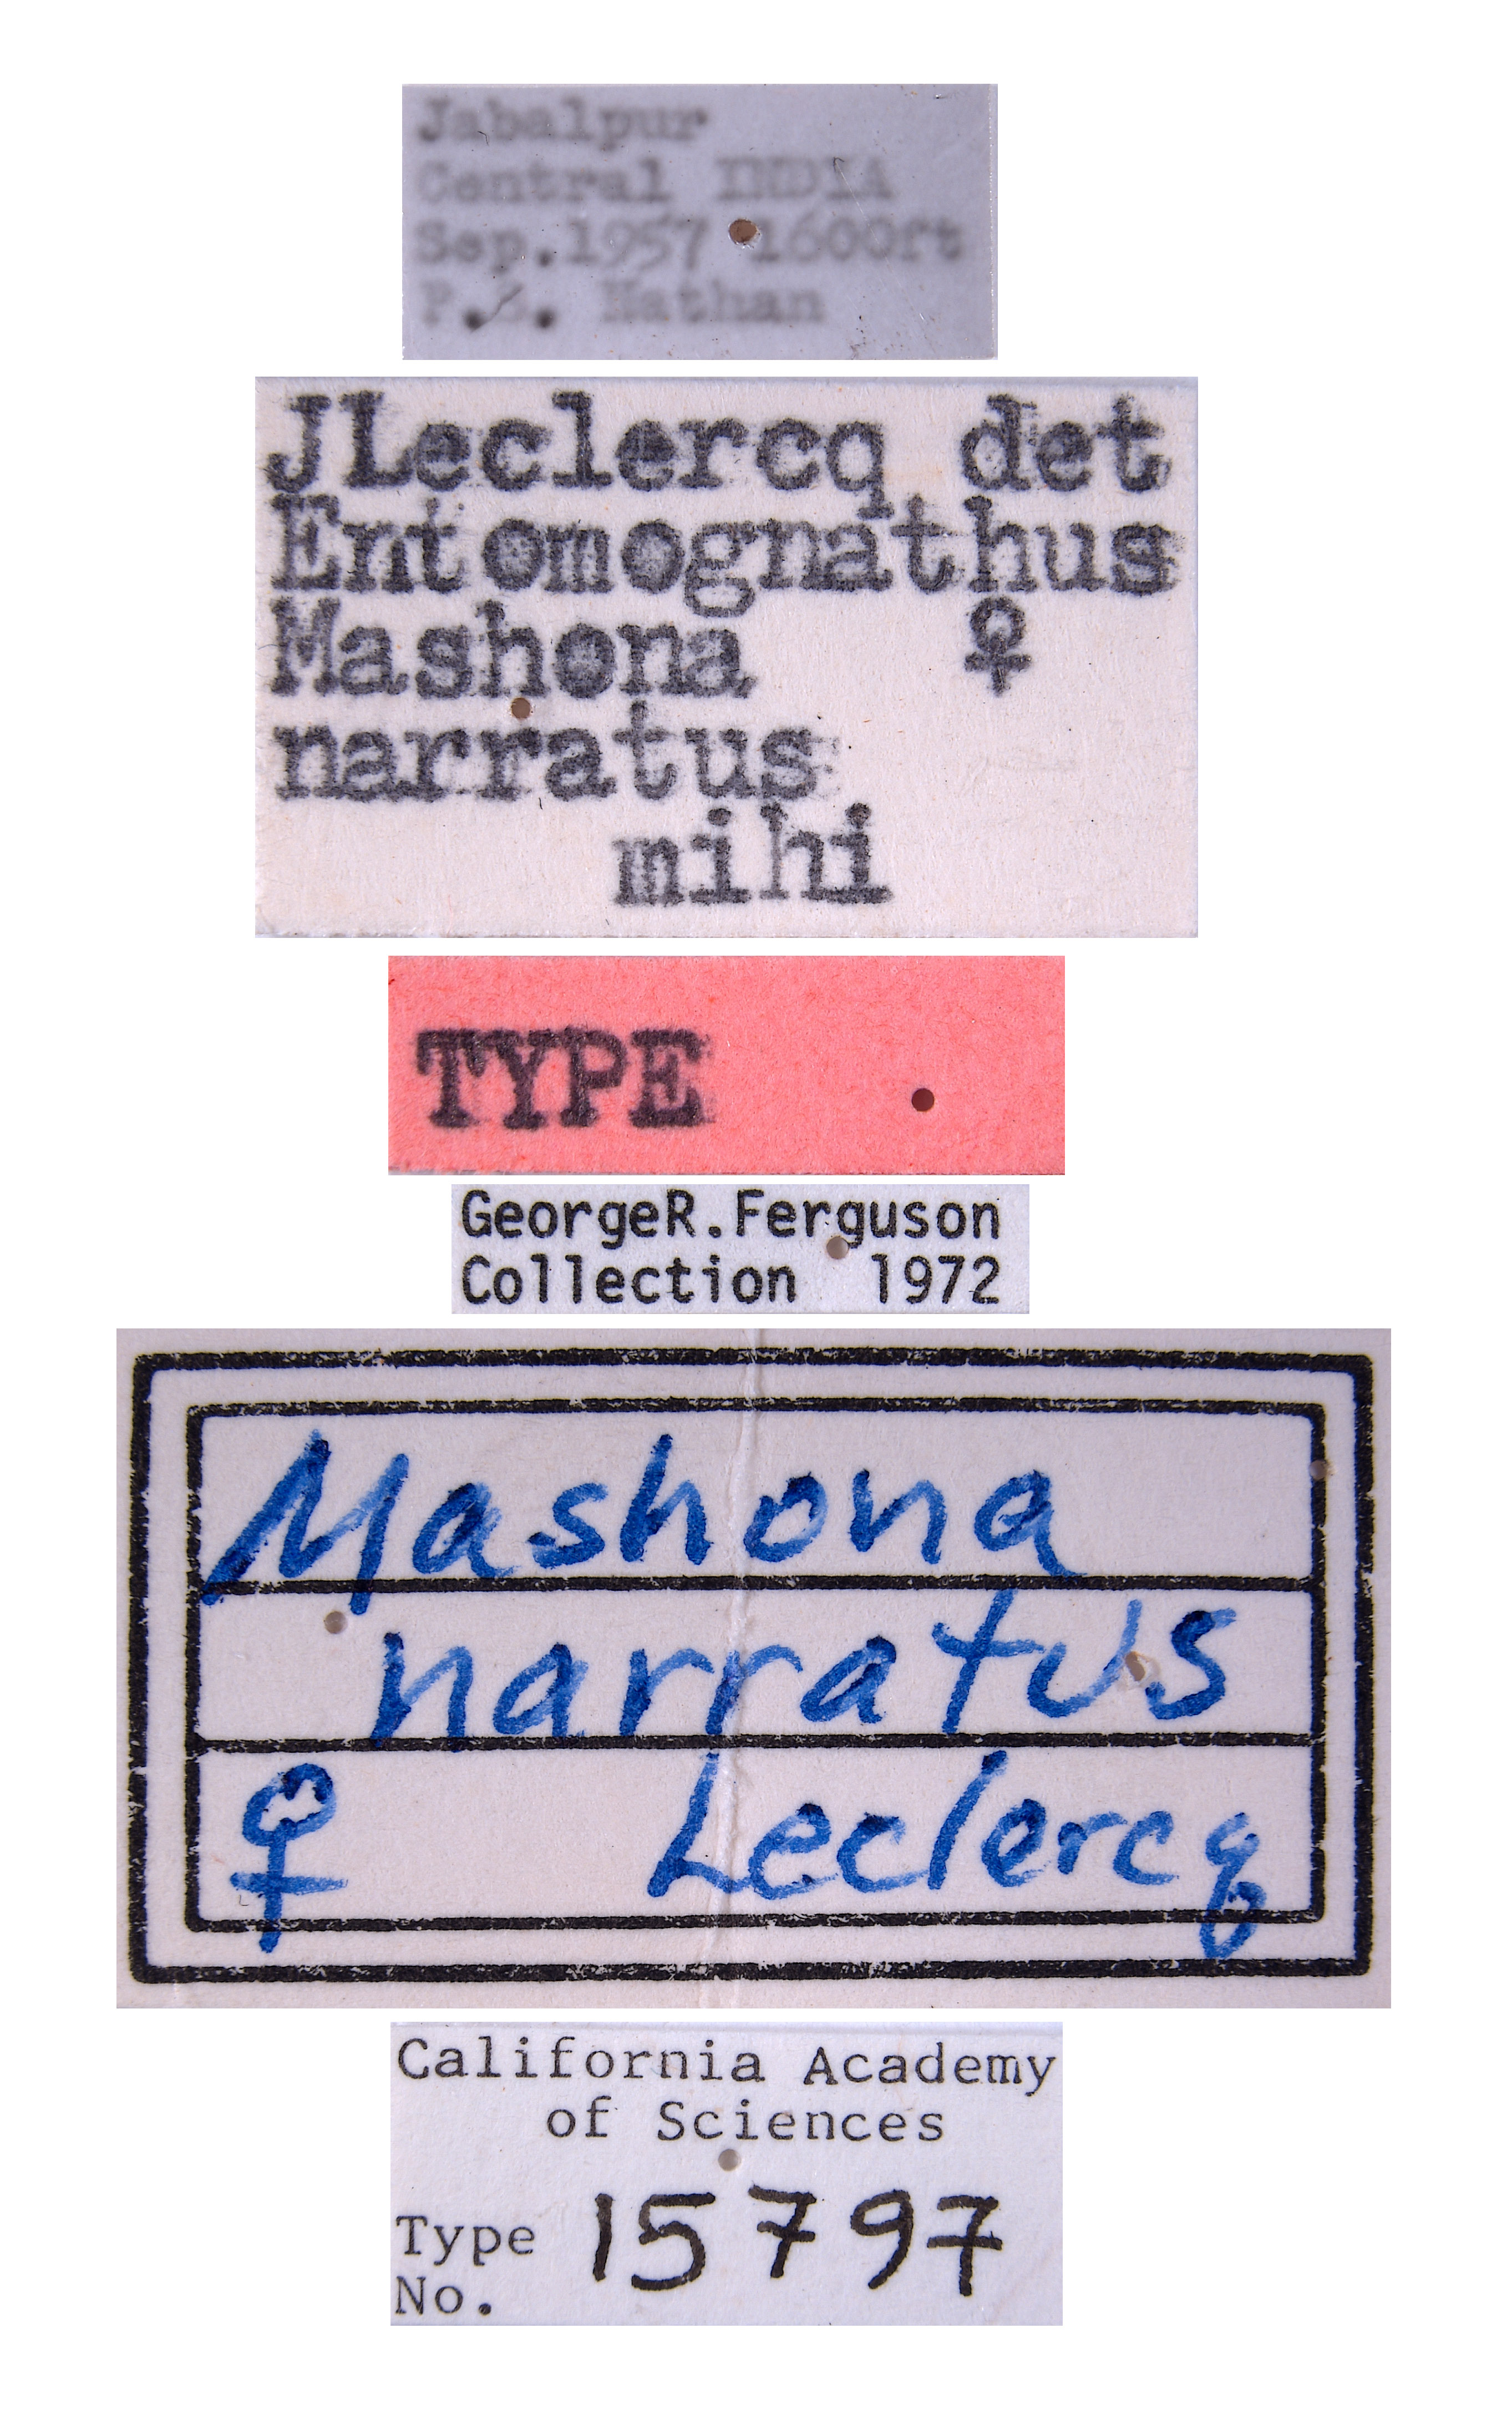 Jabalpur
Central INDIA
Sep.1957 1600ft
P.S. Nathan
JLeclercq det
Entomognathus
Mashona ♀
narratus
mihi
TYPE
GeorgeR.Ferguson
Collection 1972
Mashona
narratus
♀ Leclercq
California Academy
of Sciences
Type 15797
No.